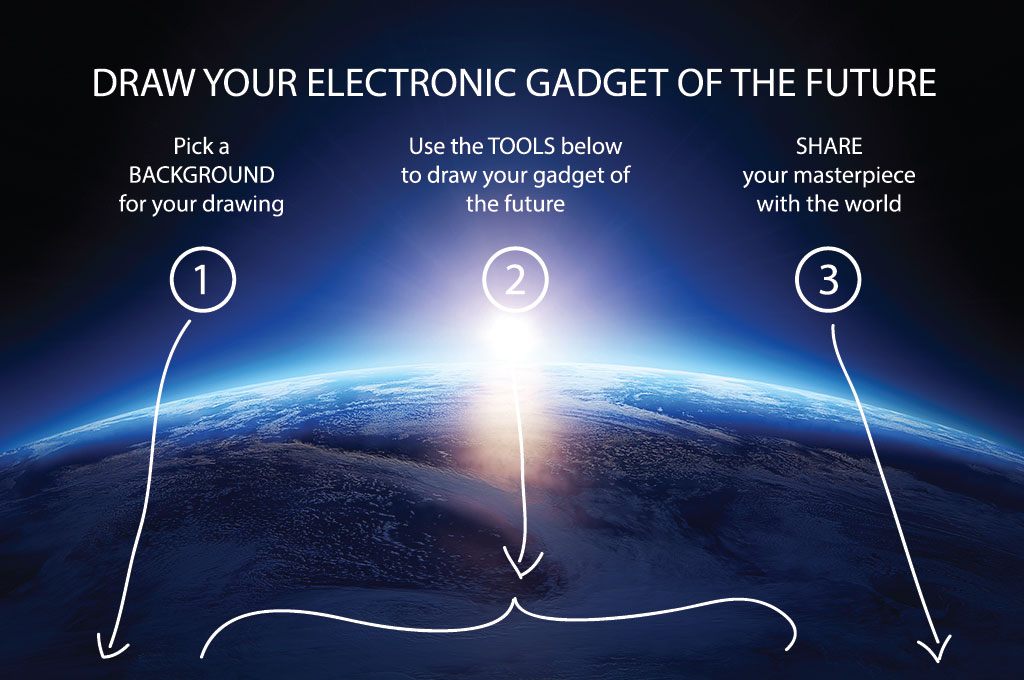 DRAW YOUR ELECTRONIC GADGET OF THE FUTURE
Pick a
BACKGROUND
for your drawing
1
Use the TOOLS below
to draw your gadget of
the future
2
SHARE
your masterpiece
with the world
3